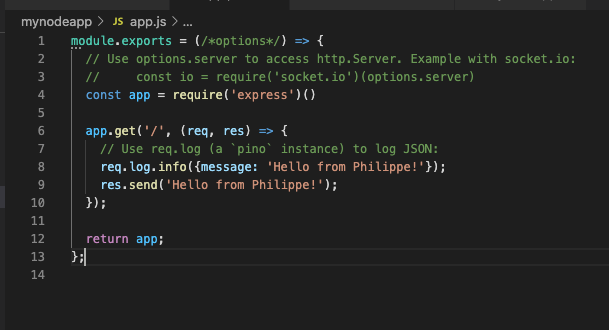 mynodeapp > JS app.js > ...
1 module.exports = (/*options*/) => {
2 // Use options.server to access http.Server. Example with socket.io:
3 //     const io = require('socket.io')(options.server)
4 const app = require('express')()
5
6 app.get('/', (req, res) => {
7 // Use req.log (a `pino` instance) to log JSON:
8 req.log.info({message: 'Hello from Philippe!'});
9 res.send('Hello from Philippe!');
10 });
11
12 return app;
13 };
14